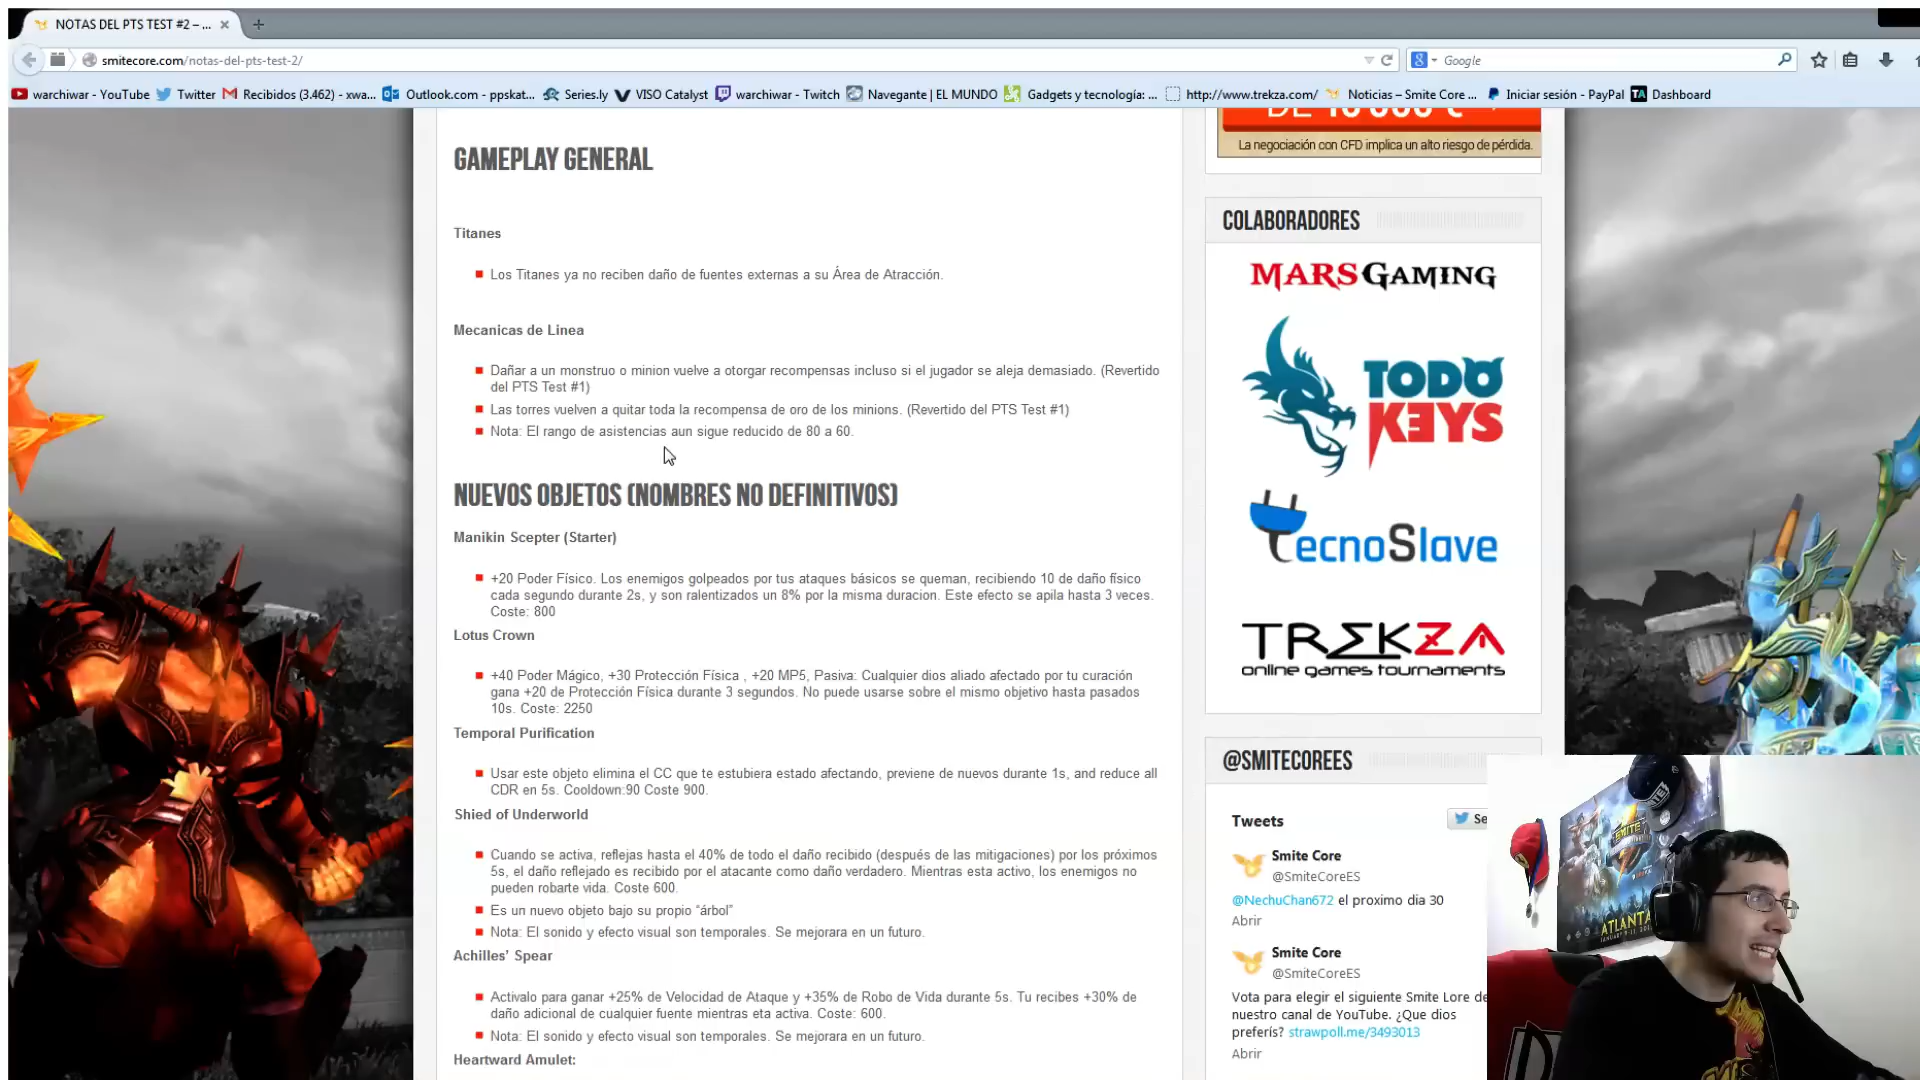 NOTAS DEL PTS TEST #2 – ...
smitecore.com/notas-del-pts-test-2/
Google
warchiwar - YouTube Twitter Recibidos (3.462) - xwa... Outlook.com - ppskat... Series.ly VISO Catalyst warchiwar - Twitch Navegante | EL MUNDO Gadgets y tecnología: ... http://www.trekza.com/ Noticias – Smite Core ... Iniciar sesión - PayPal Dashboard
La negociación con CFD implica un alto riesgo de pérdida.
GAMEPLAY GENERAL
Titanes
Los Titanes ya no reciben daño de fuentes externas a su Área de Atracción.
Mecanicas de Linea
Dañar a un monstruo o minion vuelve a otorgar recompensas incluso si el jugador se aleja demasiado. (Revertido
del PTS Test #1)
Las torres vuelven a quitar toda la recompensa de oro de los minions. (Revertido del PTS Test #1)
Nota: El rango de asistencias aun sigue reducido de 80 a 60.
NUEVOS OBJETOS (NOMBRES NO DEFINITIVOS)
Manikin Scepter (Starter)
+20 Poder Físico. Los enemigos golpeados por tus ataques básicos se queman, recibiendo 10 de daño físico
cada segundo durante 2s, y son ralentizados un 8% por la misma duracion. Este efecto se apila hasta 3 veces.
Coste: 800
Lotus Crown
+40 Poder Mágico, +30 Protección Física , +20 MP5, Pasiva: Cualquier dios aliado afectado por tu curación
gana +20 de Protección Física durante 3 segundos. No puede usarse sobre el mismo objetivo hasta pasados
10s. Coste: 2250
Temporal Purification
Usar este objeto elimina el CC que te estubiera estado afectando, previene de nuevos durante 1s, and reduce all
CDR en 5s. Cooldown:90 Coste 900.
Shied of Underworld
Cuando se activa, reflejas hasta el 40% de todo el daño recibido (después de las mitigaciones) por los próximos
5s, el daño reflejado es recibido por el atacante como daño verdadero. Mientras esta activo, los enemigos no
pueden robarte vida. Coste 600.
Es un nuevo objeto bajo su propio “árbol”
Nota: El sonido y efecto visual son temporales. Se mejorara en un futuro.
Achilles’ Spear
Activalo para ganar +25% de Velocidad de Ataque y +35% de Robo de Vida durante 5s. Tu recibes +30% de
daño adicional de cualquier fuente mientras eta activa. Coste: 600.
Nota: El sonido y efecto visual son temporales. Se mejorara en un futuro.
Heartward Amulet:
COLABORADORES
MARSGAMING
TODO
KEYS
TecnoSlave
TREKZA
online games tournaments
@SMITECOREES
Tweets
Se
Smite Core
@SmiteCoreES
@NechuChan672 el proximo dia 30
Abrir
Smite Core
@SmiteCoreES
Vota para elegir el siguiente Smite Lore de
nuestro canal de YouTube. ¿Que dios
preferís? strawpoll.me/3493013
Abrir
SMITE
ATLANTA